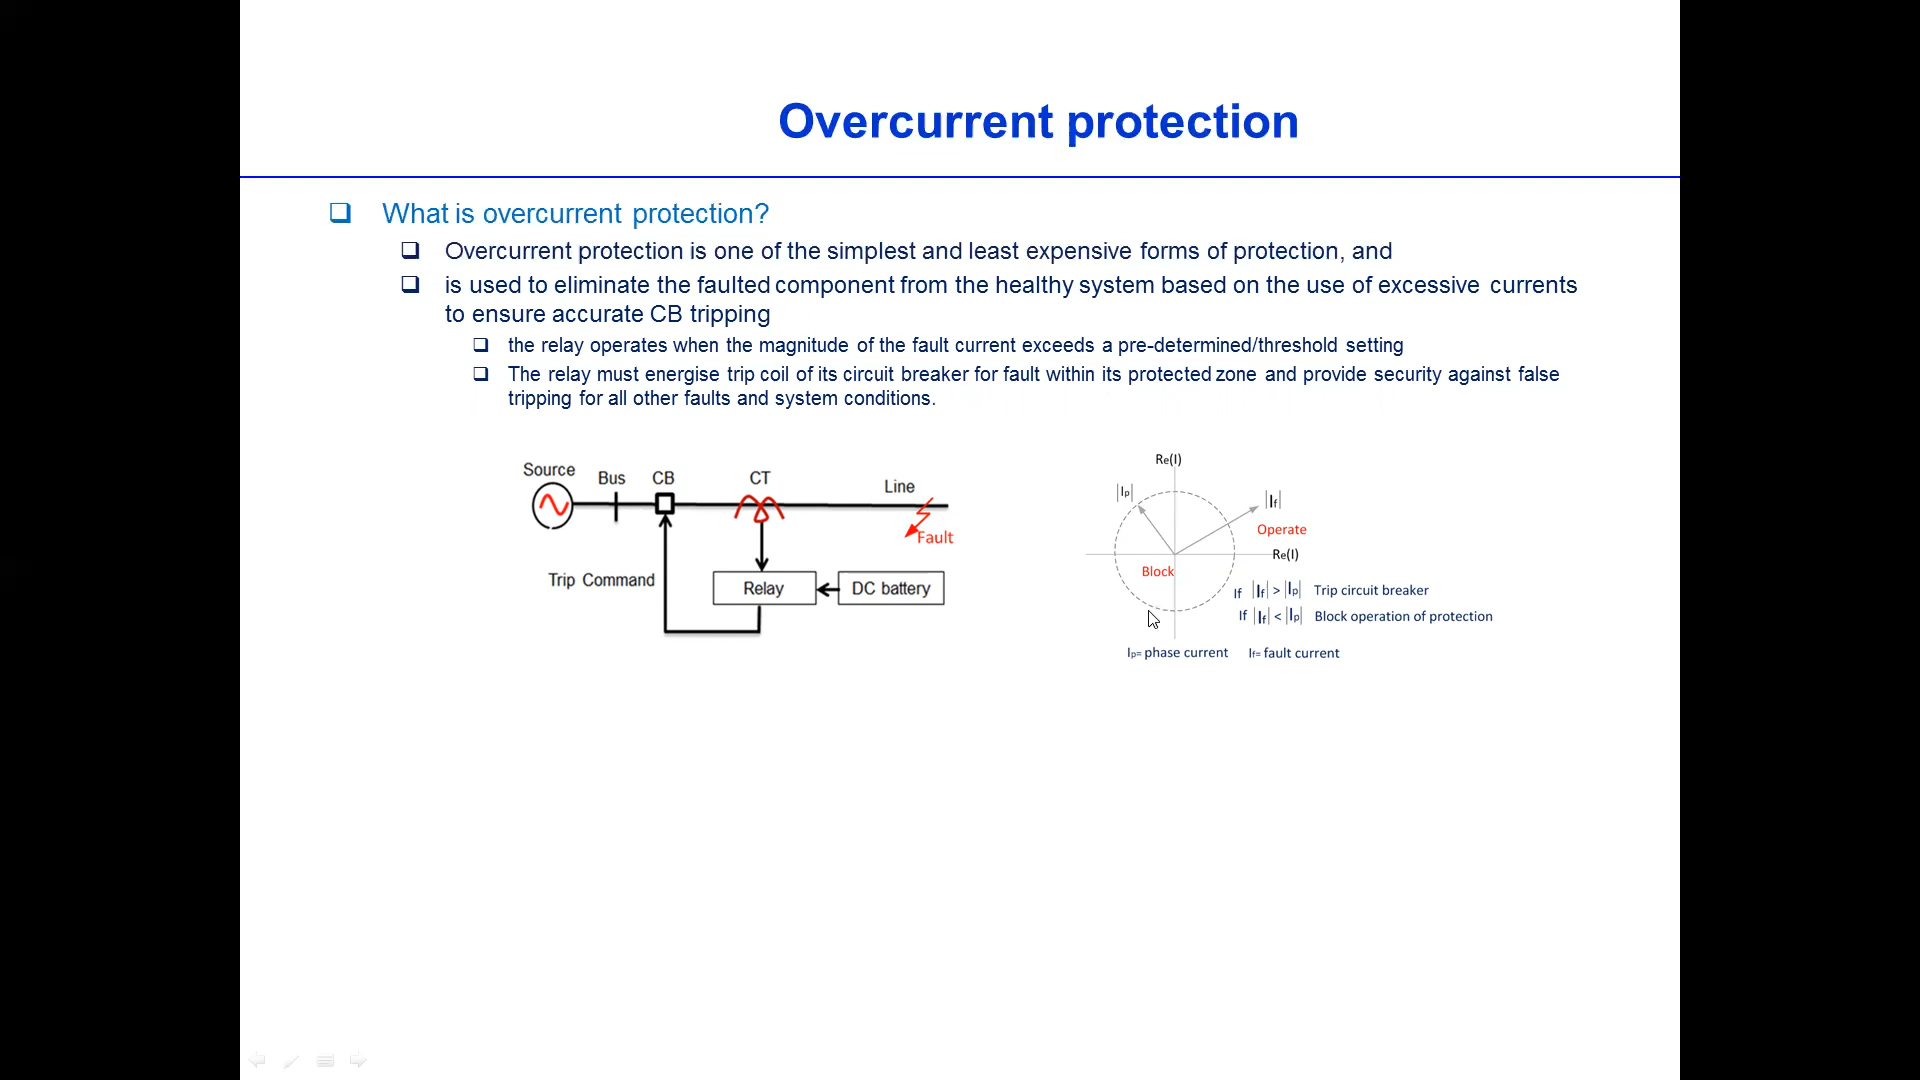 Overcurrent protection
What is overcurrent protection?
Overcurrent protection is one of the simplest and least expensive forms of protection, and
is used to eliminate the faulted component from the healthy system based on the use of excessive currents
to ensure accurate CB tripping
the relay operates when the magnitude of the fault current exceeds a pre-determined/threshold setting
The relay must energise trip coil of its circuit breaker for fault within its protected zone and provide security against false
tripping for all other faults and system conditions.
Source
Bus
CB
CT
Line
Fault
Trip Command
Relay
DC battery
Re(I)
|Ip|
|If|
Operate
Re(I)
Block
If |If| > |Ip| Trip circuit breaker
If |If| < |Ip| Block operation of protection
Ip= phase current If= fault current